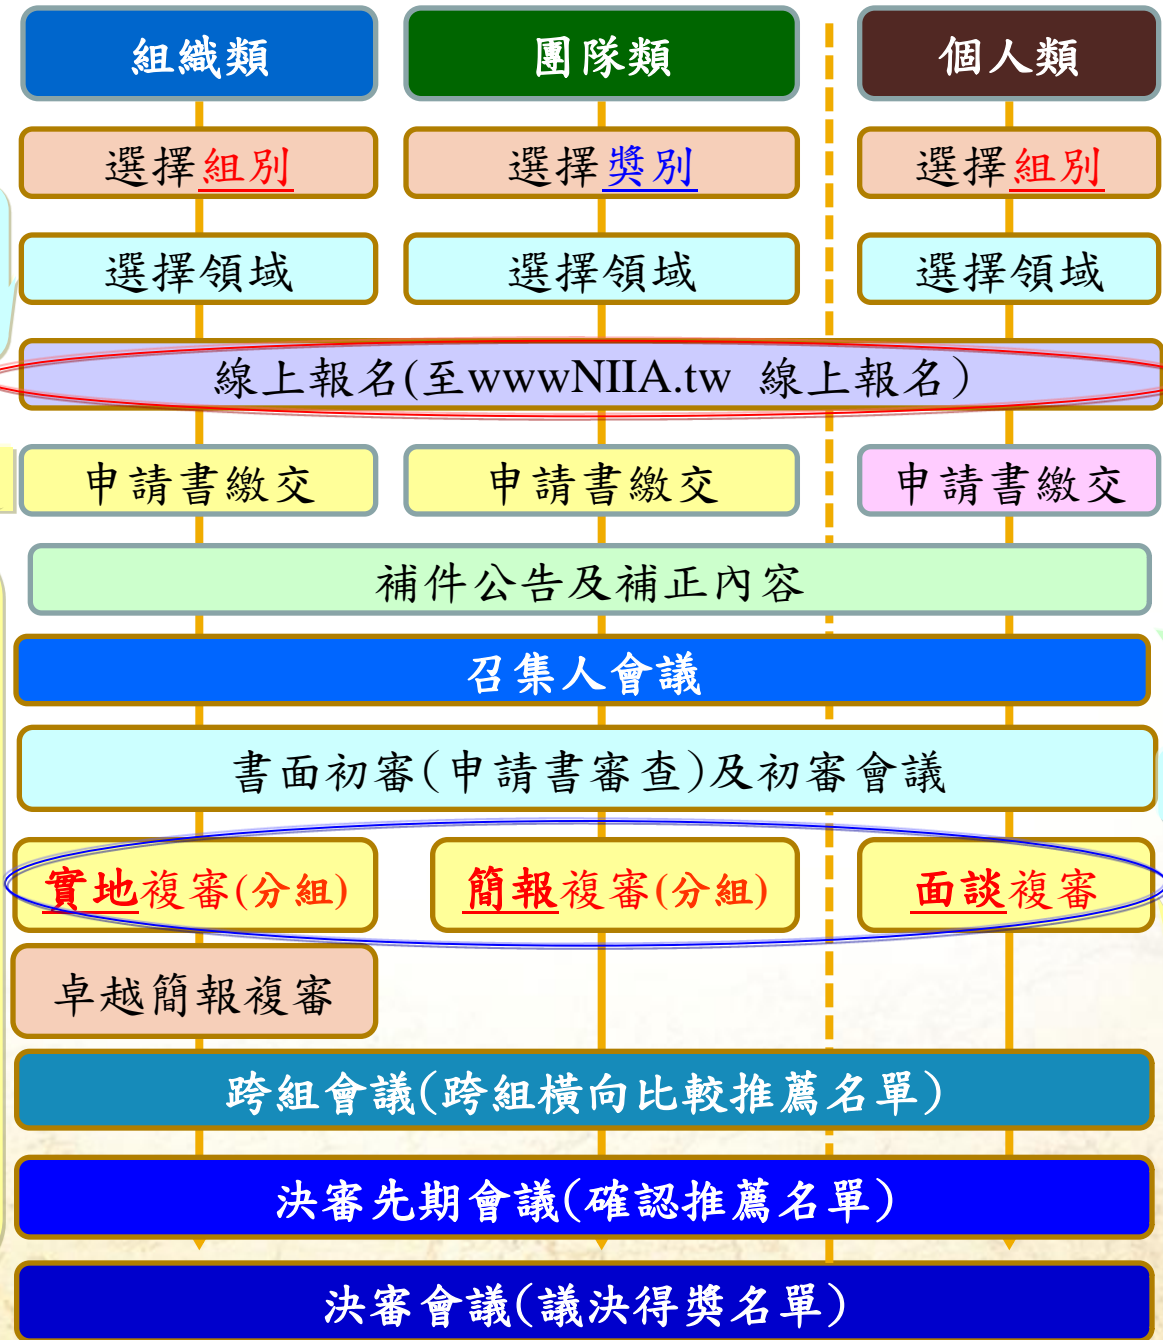 組織類
團隊類
個人類
選擇組別
選擇獎別
選擇組別
選擇領域
選擇領域
選擇領域
線上報名(至wwwNIIA.tw 線上報名)
申請書繳交
申請書繳交
申請書繳交
補件公告及補正內容
召集人會議
書面初審(申請書審查)及初審會議
實地複審(分組)
簡報複審(分組)
面談複審
卓越簡報複審
跨組會議(跨組橫向比較推薦名單)
決審先期會議(確認推薦名單)
決審會議(議決得獎名單)